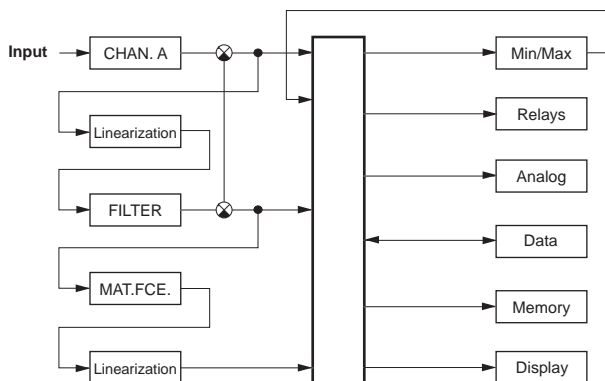 Input
CHAN. A
Linearization
FILTER
MAT.FCE.
Linearization
Min/Max
Relays
Analog
Data
Memory
Display